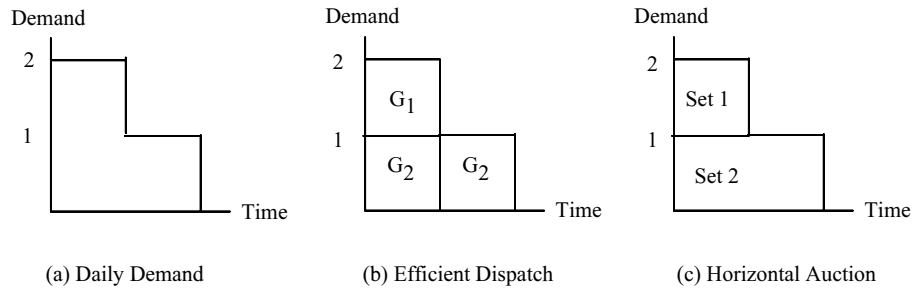 Demand Demand Demand
2 2 2
G1 Set 1
1 1 1
G2 G2 Set 2
Time Time Time
(a) Daily Demand (b) Efficient Dispatch (c) Horizontal Auction